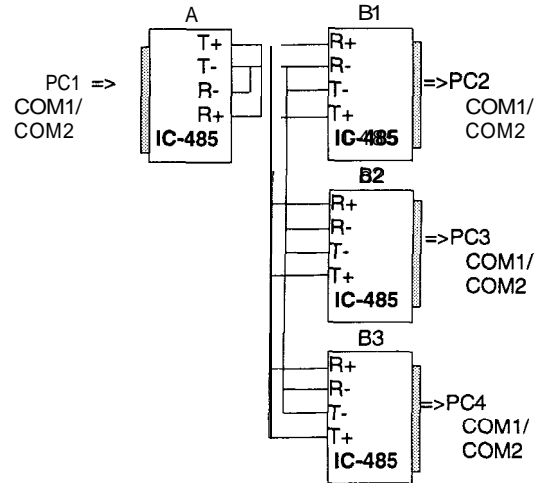 A
T+
T-
R-
R+
IC-485
PC1 =>
COM1/
COM2
B1
R+
R-
T-
T+
IC-485
=>PC2
COM1/
COM2
B2
R+
R-
T-
T+
IC-485
=>PC3
COM1/
COM2
B3
R+
R-
T-
T+
IC-485
=>PC4
COM1/
COM2